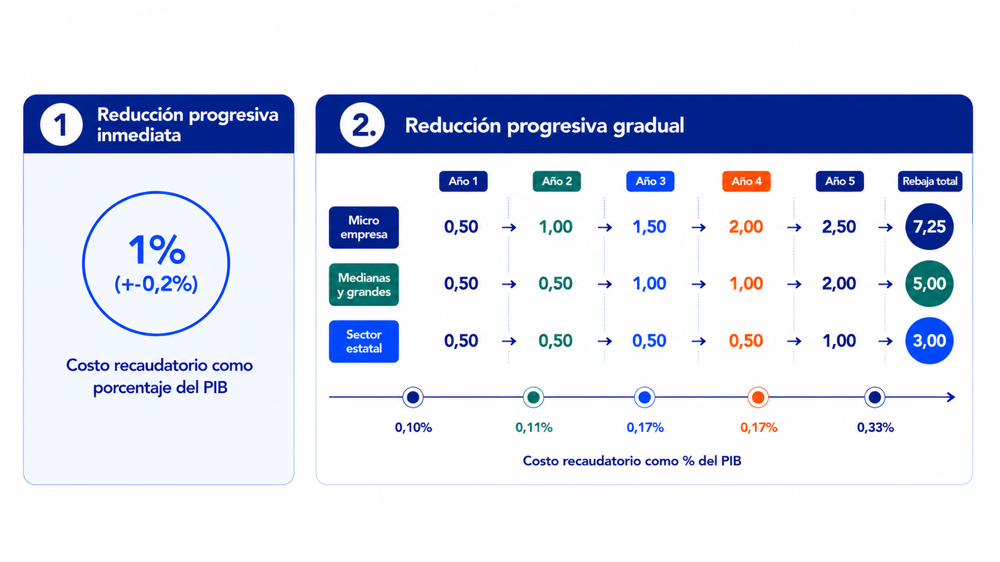 1
Reducción progresiva
inmediata
1%
(+-0,2%)
Costo recaudatorio como
porcentaje del PIB
2.
Reducción progresiva gradual
Año 1 Año 2 Año 3 Año 4 Año 5 Rebaja total
Micro
empresa
0,50 → 1,00 → 1,50 → 2,00 → 2,50 → 7,25
Medianas
y grandes
0,50 → 0,50 → 1,00 → 1,00 → 2,00 → 5,00
Sector
estatal
0,50 → 0,50 → 0,50 → 0,50 → 1,00 → 3,00
0,10% 0,11% 0,17% 0,17% 0,33%
Costo recaudatorio como % del PIB